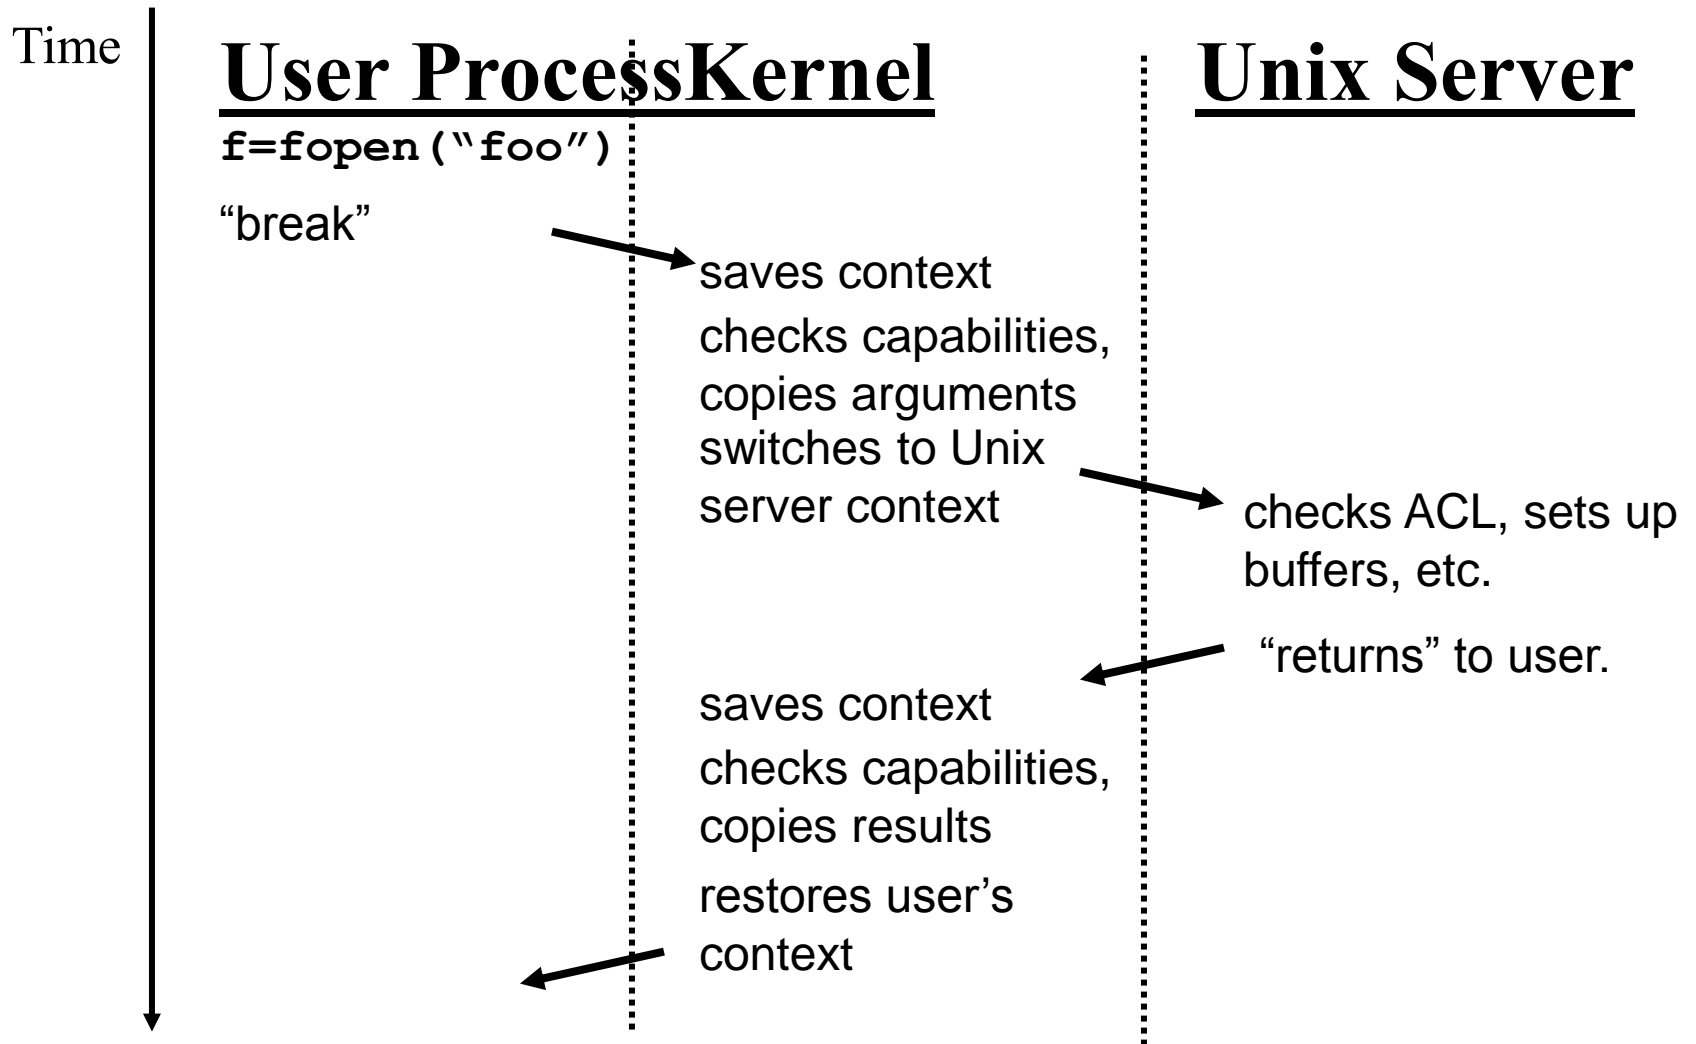 Time
User ProcessKernel
Unix Server
f=fopen(“foo”)
“break”
saves context
checks capabilities,
copies arguments
switches to Unix
server context
checks ACL, sets up
buffers, etc.
“returns” to user.
saves context
checks capabilities,
copies results
restores user’s
context